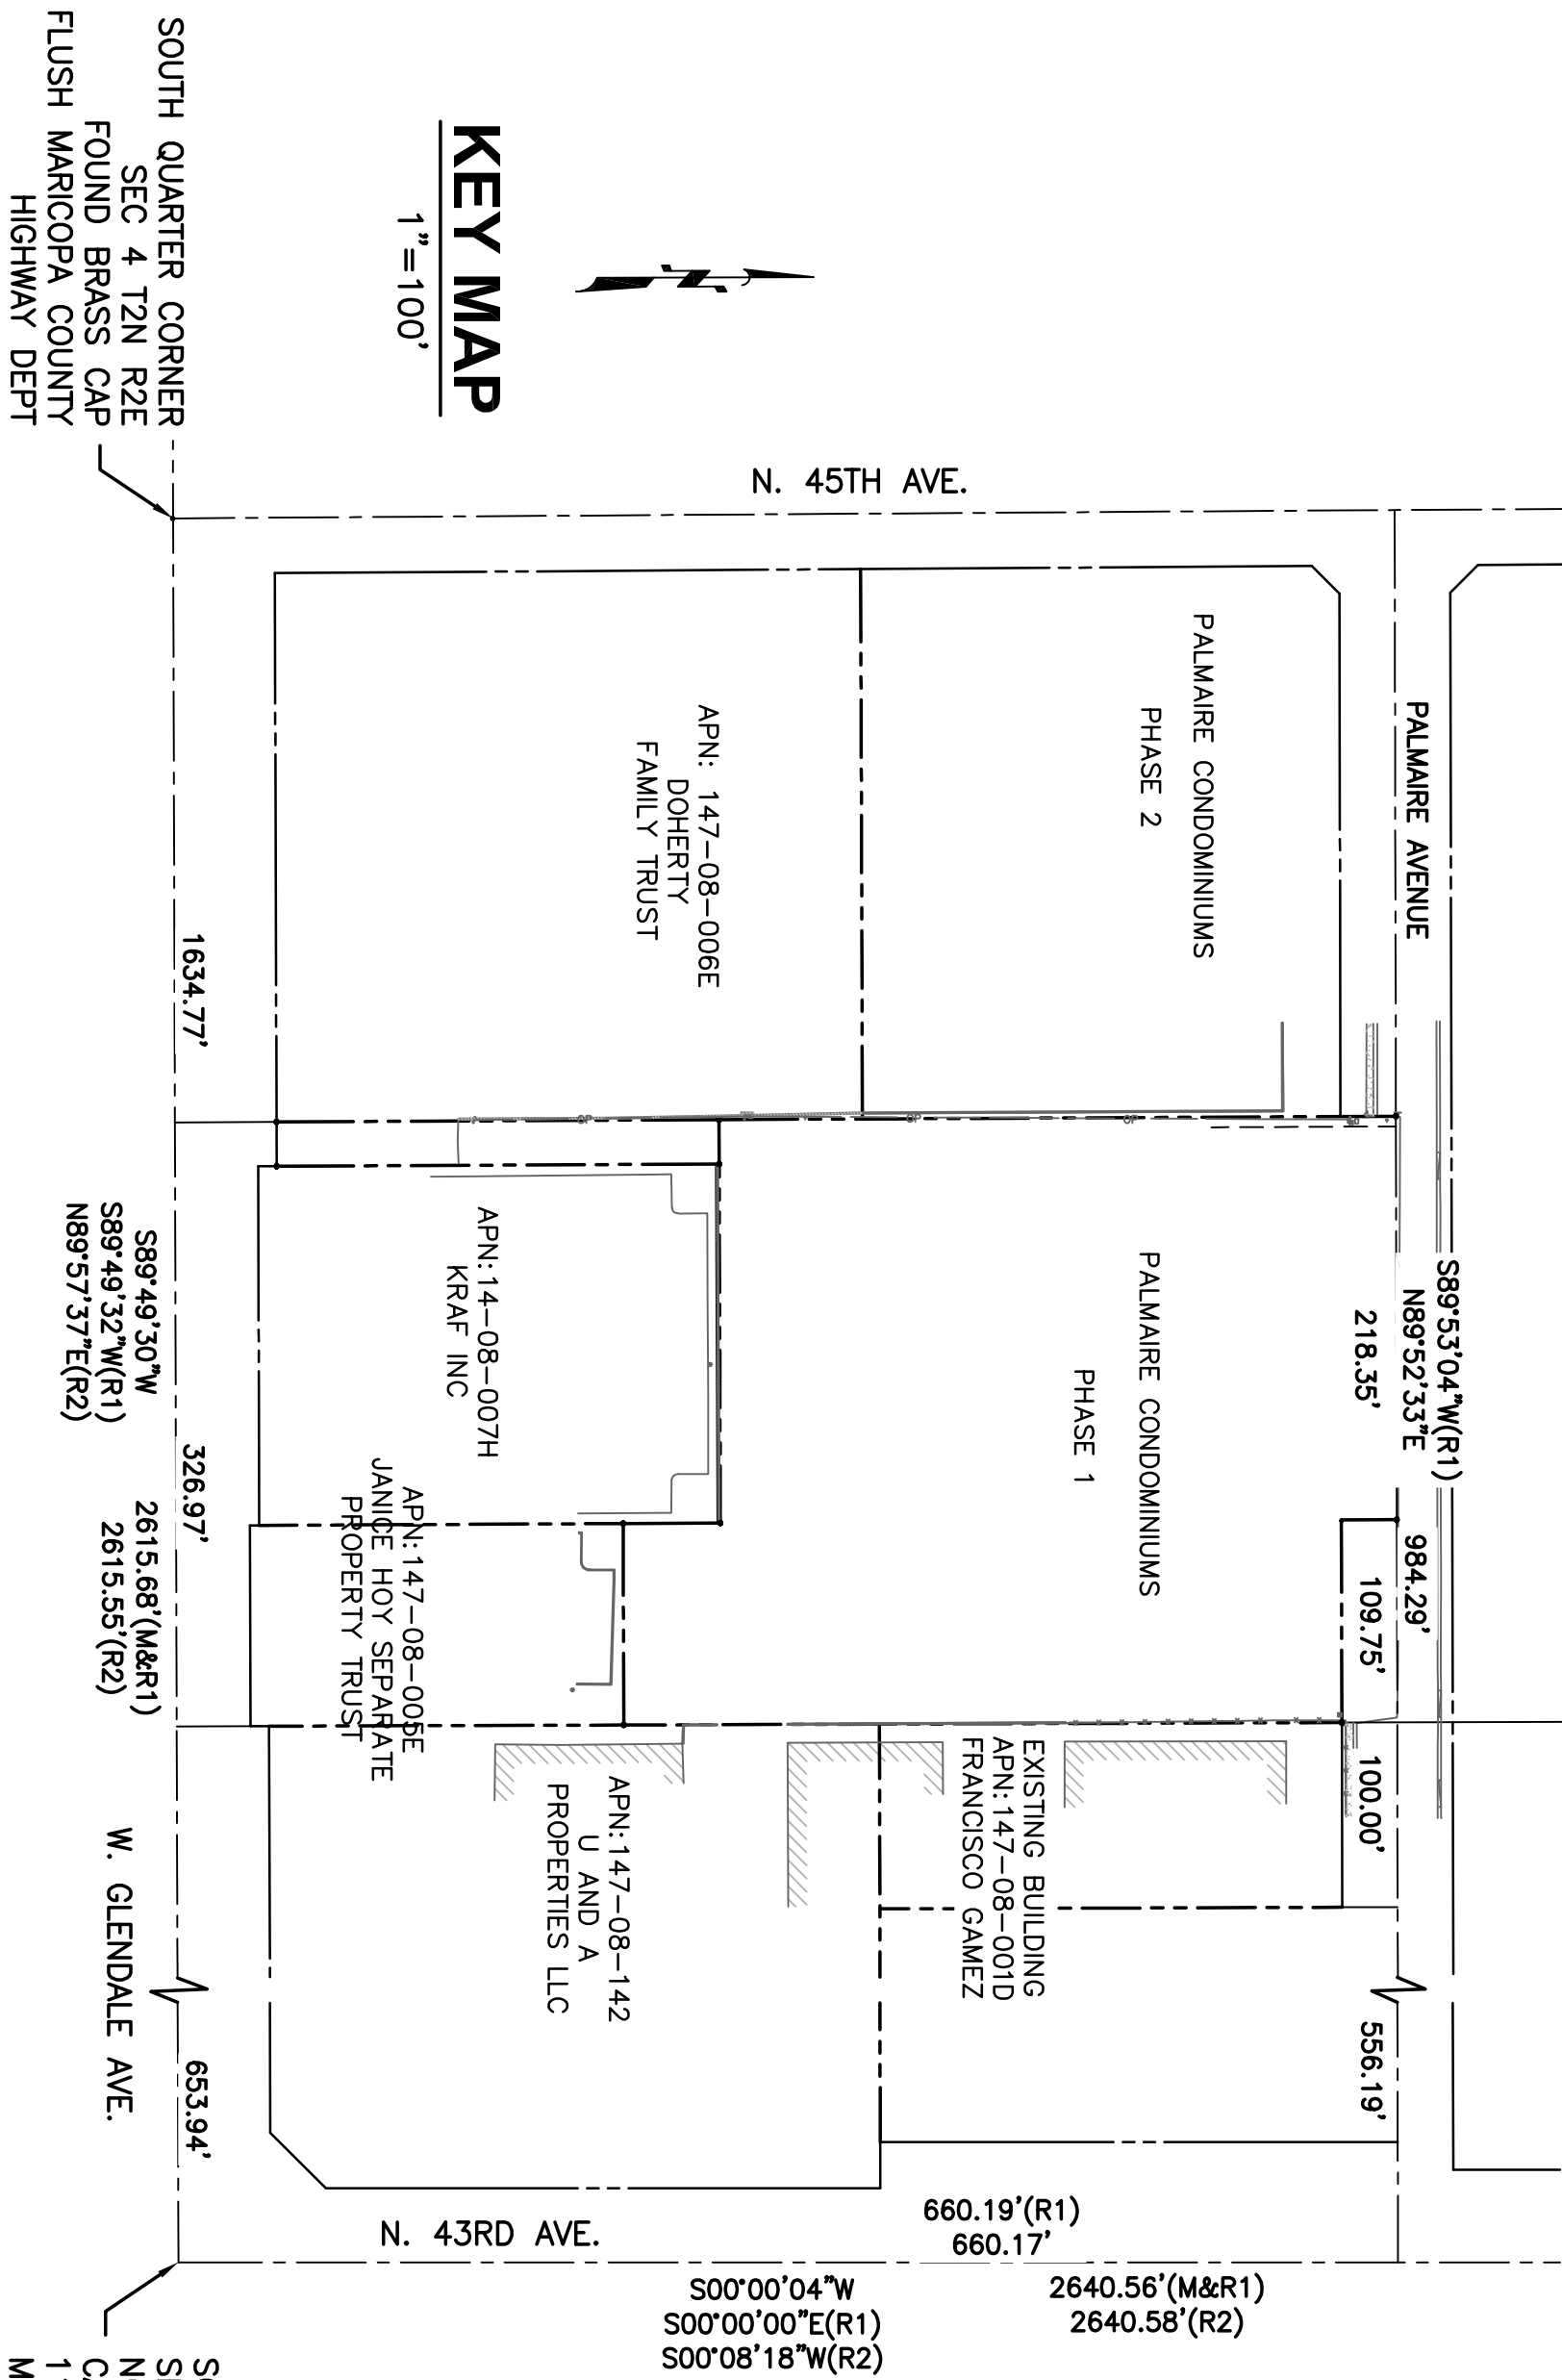 KEY MAP
1"=100'
N
SOUTH QUARTER CORNER
SEC 4 T2N R2E
FOUND BRASS CAP
FLUSH MARICOPA COUNTY
HIGHWAY DEPT
N. 45TH AVE.
PALMAIRE AVENUE
PALMAIRE CONDOMINIUMS
PHASE 2
APN: 147-08-006E
DOHERTY
FAMILY TRUST
1634.77'
S89°53'04"W(R1)
N89°52'33"E
984.29'
218.35'
109.75'
100.00'
556.19'
PALMAIRE CONDOMINIUMS
PHASE 1
APN:14-08-007H
KRAF INC
APN:147-08-005E
JANICE HOY SEPARATE
PROPERTY TRUST
326.97'
S89°49'30"W
S89°49'32"W(R1)
N89°57'37"E(R2)
2615.68'(M&R1)
2615.55'(R2)
EXISTING BUILDING
APN:147-08-001D
FRANCISCO GAMEZ
APN:147-08-142
U AND A
PROPERTIES LLC
W. GLENDALE AVE.
653.94'
N. 43RD AVE.
660.19'(R1)
660.17'
S00°00'04"W
S00°00'00"E(R1)
S00°08'18"W(R2)
2640.56'(M&R1)
2640.58'(R2)